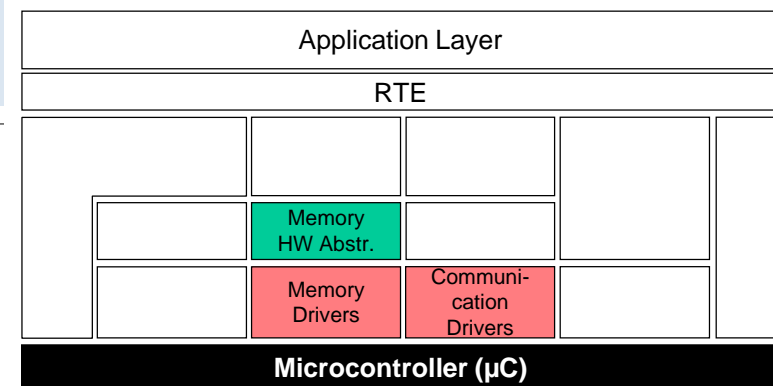 Application Layer
RTE
Memory
HW Abstr.
Memory
Drivers
Communi-
cation
Drivers
Microcontroller (µC)